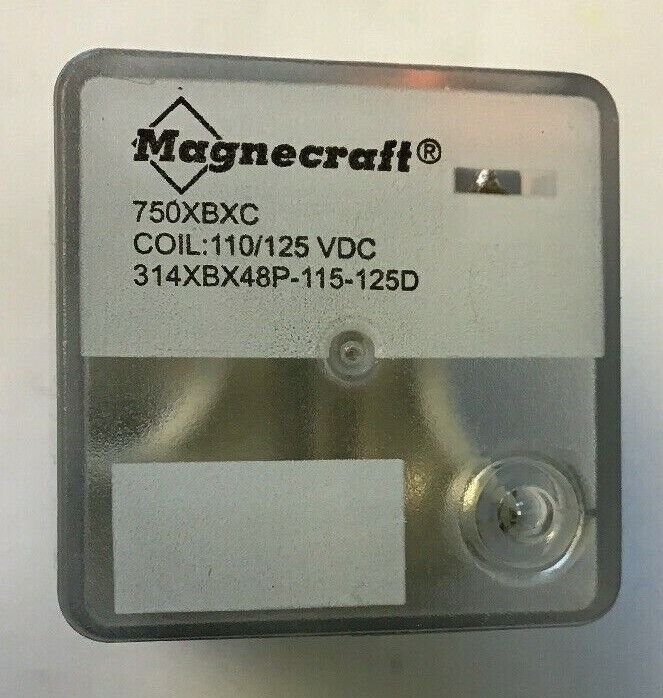 Magnecraft®
750XBXC
COIL:110/125 VDC
314XBX48P-115-125D